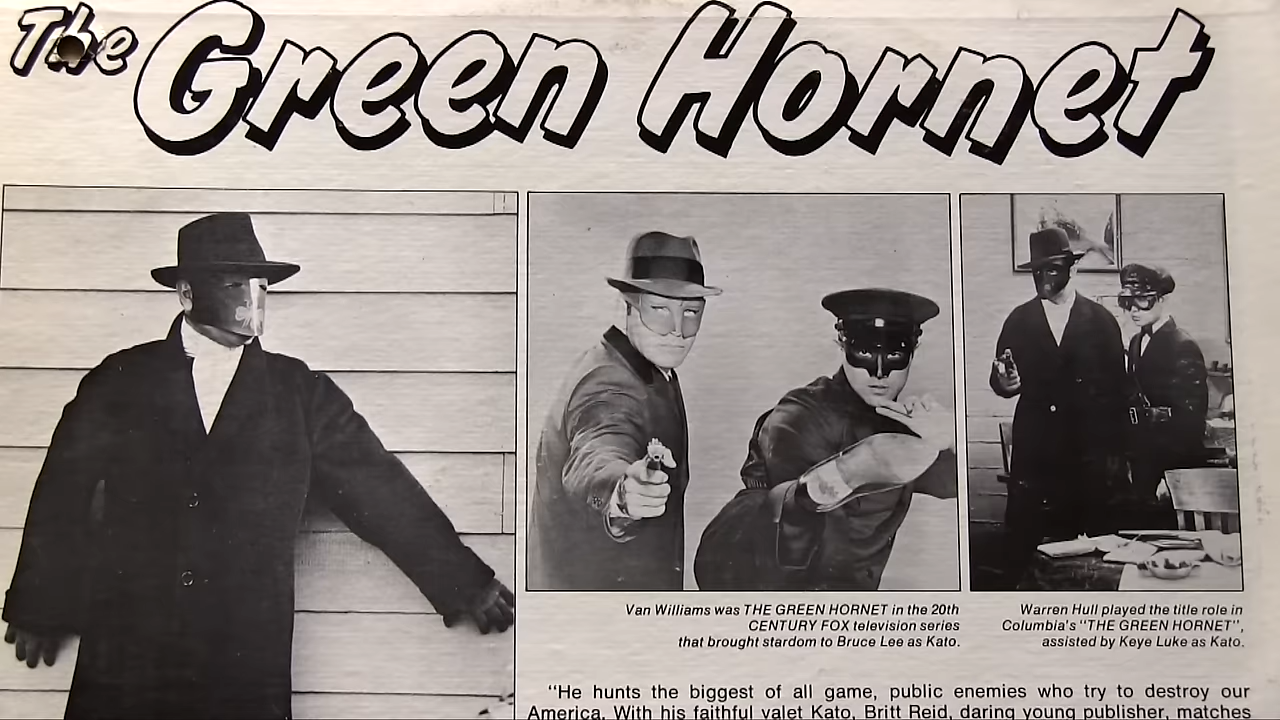 The Green Hornet
Van Williams was THE GREEN HORNET in the 20th
CENTURY FOX television series
that brought stardom to Bruce Lee as Kato.
Warren Hull played the title role in
Columbia's "THE GREEN HORNET",
assisted by Keye Luke as Kato.
"He hunts the biggest of all game, public enemies who try to destroy our
America. With his faithful valet Kato, Britt Reid, daring young publisher, matches